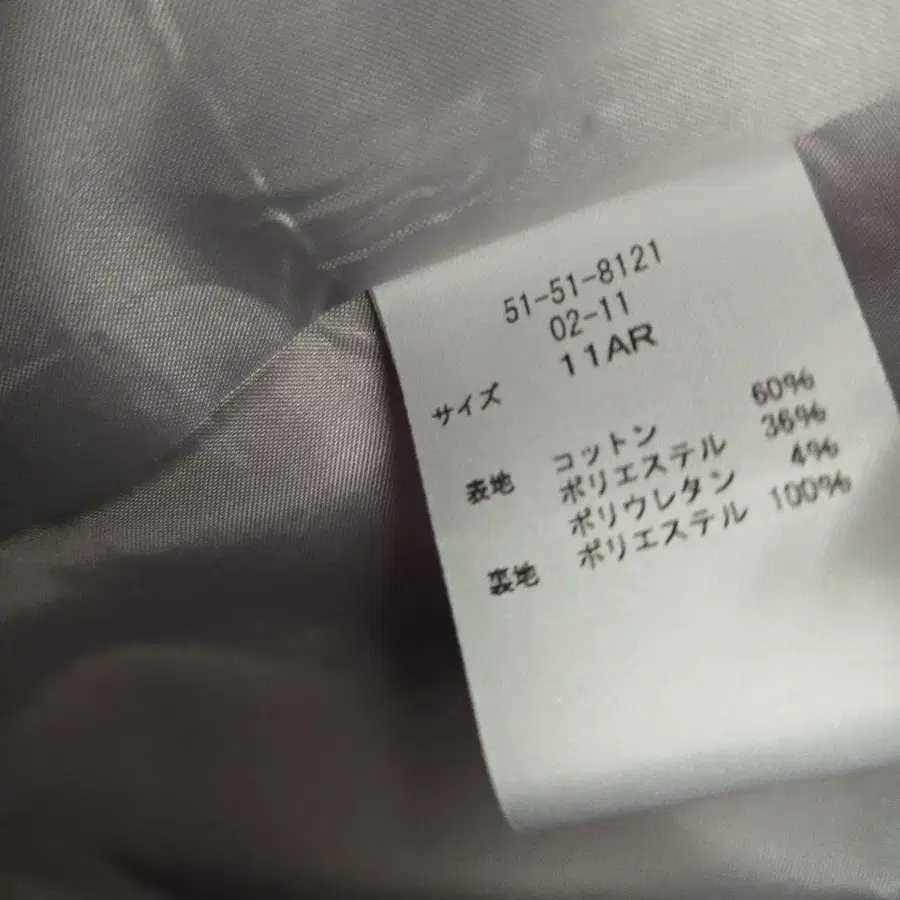 51-51-8121
02-11
サイズ 11AR
表地 コットン 60%
ポリエステル 36%
ポリウレタン 4%
裏地 ポリエステル 100%